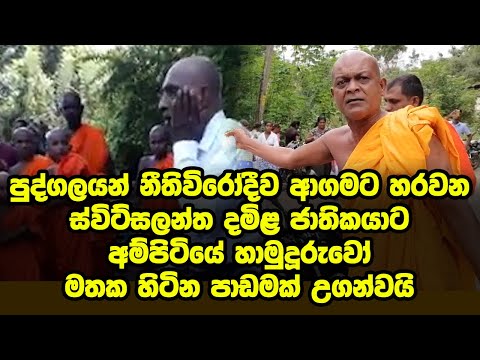 පුද්ගලයන් නීතිවිරෝදීව ආගමට හරවන
ස්විට්සලන්ත දමිළ ජාතිකයාට
අම්පිටියේ හාමුදූරුවෝ
මතක හිටින පාඩමක් උගන්වයි